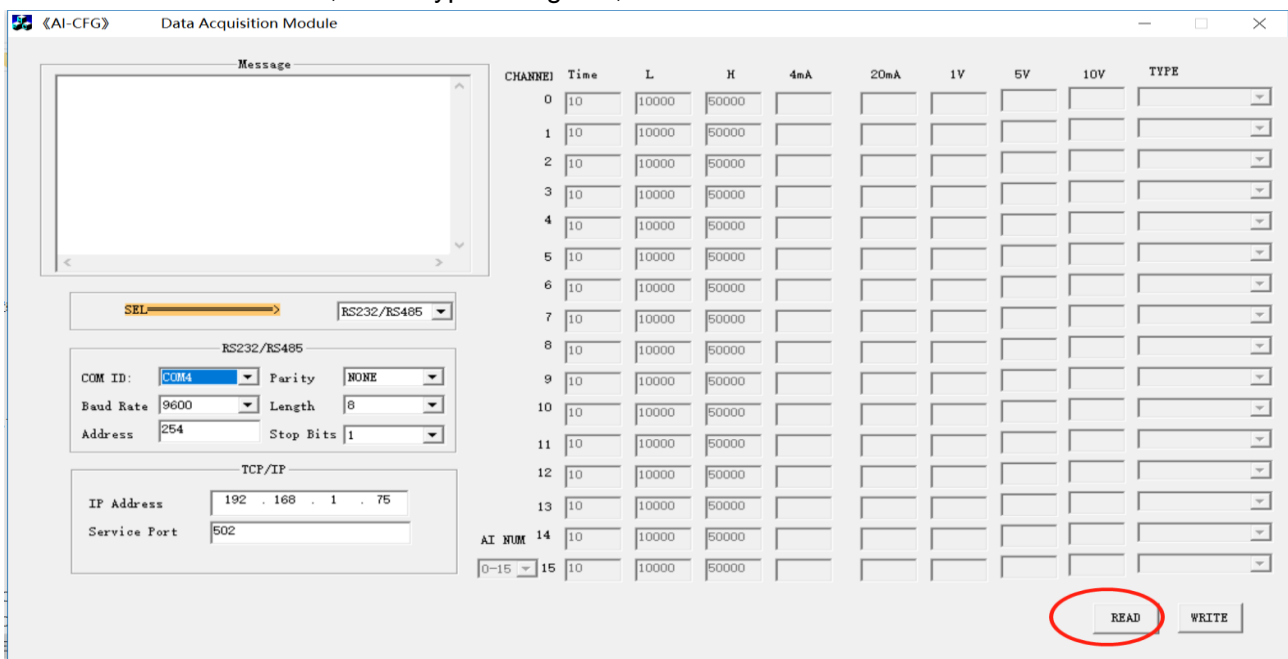 《AI-CFG》 Data Acquisition Module
Message
CHANNEl Time L H 4mA 20mA 1V 5V 10V TYPE
0 10 10000 50000
1 10 10000 50000
2 10 10000 50000
3 10 10000 50000
4 10 10000 50000
5 10 10000 50000
6 10 10000 50000
7 10 10000 50000
8 10 10000 50000
9 10 10000 50000
10 10 10000 50000
11 10 10000 50000
12 10 10000 50000
13 10 10000 50000
AI NUM 14 10 10000 50000
0-15 15 10 10000 50000
SEL══════════> RS232/RS485
RS232/RS485
COM ID: COM4 Parity NONE
Baud Rate 9600 Length 8
Address 254 Stop Bits 1
TCP/IP
IP Address 192 . 168 . 1 . 75
Service Port 502
READ WRITE